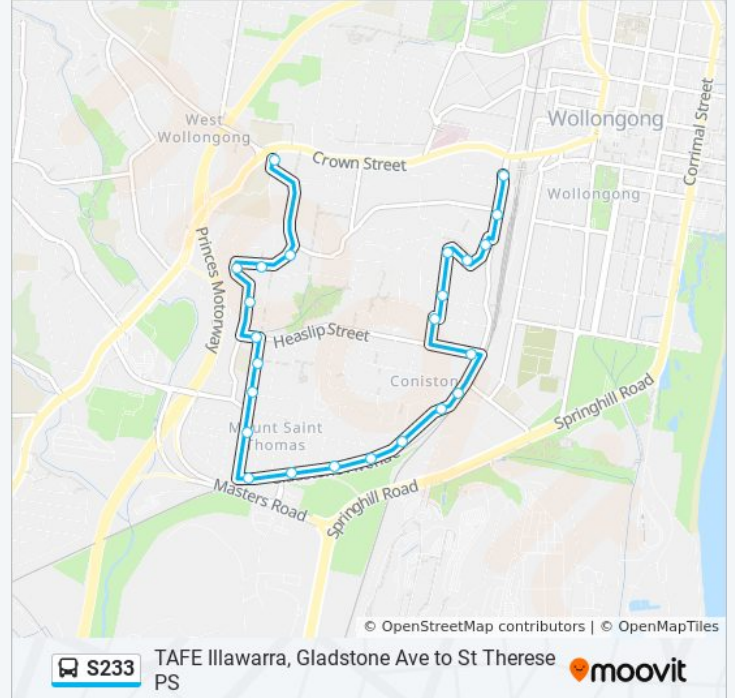 West
Wollongong
Crown Street
Wollongong
Corrimal Street
Wollongong
Princes Motorway
Heaslip Street
Coniston
Springhill Road
Mount Saint
Thomas
Masters Road
Springhill Road
© OpenStreetMap contributors | © OpenMapTiles
S233
TAFE Illawarra, Gladstone Ave to St Therese
PS
moovit